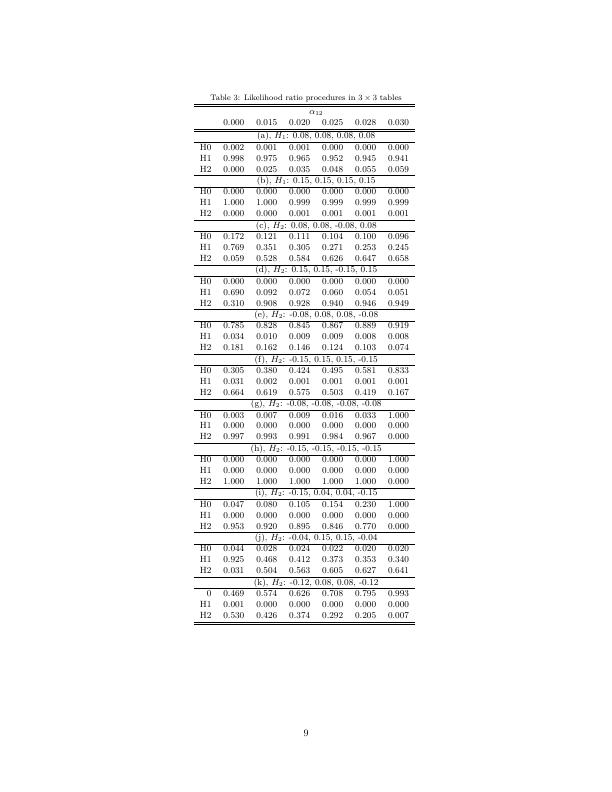 Table 3: Likelihood ratio procedures in 3 × 3 tables
α12
0.000 0.015 0.020 0.025 0.028 0.030
(a), H1: 0.08, 0.08, 0.08, 0.08
H0 0.002 0.001 0.001 0.000 0.000 0.000
H1 0.998 0.975 0.965 0.952 0.945 0.941
H2 0.000 0.025 0.035 0.048 0.055 0.059
(b), H1: 0.15, 0.15, 0.15, 0.15
H0 0.000 0.000 0.000 0.000 0.000 0.000
H1 1.000 1.000 0.999 0.999 0.999 0.999
H2 0.000 0.000 0.001 0.001 0.001 0.001
(c), H2: 0.08, 0.08, -0.08, 0.08
H0 0.172 0.121 0.111 0.104 0.100 0.096
H1 0.769 0.351 0.305 0.271 0.253 0.245
H2 0.059 0.528 0.584 0.626 0.647 0.658
(d), H2: 0.15, 0.15, -0.15, 0.15
H0 0.000 0.000 0.000 0.000 0.000 0.000
H1 0.690 0.092 0.072 0.060 0.054 0.051
H2 0.310 0.908 0.928 0.940 0.946 0.949
(e), H2: -0.08, 0.08, 0.08, -0.08
H0 0.785 0.828 0.845 0.867 0.889 0.919
H1 0.034 0.010 0.009 0.009 0.008 0.008
H2 0.181 0.162 0.146 0.124 0.103 0.074
(f), H2: -0.15, 0.15, 0.15, -0.15
H0 0.305 0.380 0.424 0.495 0.581 0.833
H1 0.031 0.002 0.001 0.001 0.001 0.001
H2 0.664 0.619 0.575 0.503 0.419 0.167
(g), H2: -0.08, -0.08, -0.08, -0.08
H0 0.003 0.007 0.009 0.016 0.033 1.000
H1 0.000 0.000 0.000 0.000 0.000 0.000
H2 0.997 0.993 0.991 0.984 0.967 0.000
(h), H2: -0.15, -0.15, -0.15, -0.15
H0 0.000 0.000 0.000 0.000 0.000 1.000
H1 0.000 0.000 0.000 0.000 0.000 0.000
H2 1.000 1.000 1.000 1.000 1.000 0.000
(i), H2: -0.15, 0.04, 0.04, -0.15
H0 0.047 0.080 0.105 0.154 0.230 1.000
H1 0.000 0.000 0.000 0.000 0.000 0.000
H2 0.953 0.920 0.895 0.846 0.770 0.000
(j), H2: -0.04, 0.15, 0.15, -0.04
H0 0.044 0.028 0.024 0.022 0.020 0.020
H1 0.925 0.468 0.412 0.373 0.353 0.340
H2 0.031 0.504 0.563 0.605 0.627 0.641
(k), H2: -0.12, 0.08, 0.08, -0.12
0 0.469 0.574 0.626 0.708 0.795 0.993
H1 0.001 0.000 0.000 0.000 0.000 0.000
H2 0.530 0.426 0.374 0.292 0.205 0.007
9